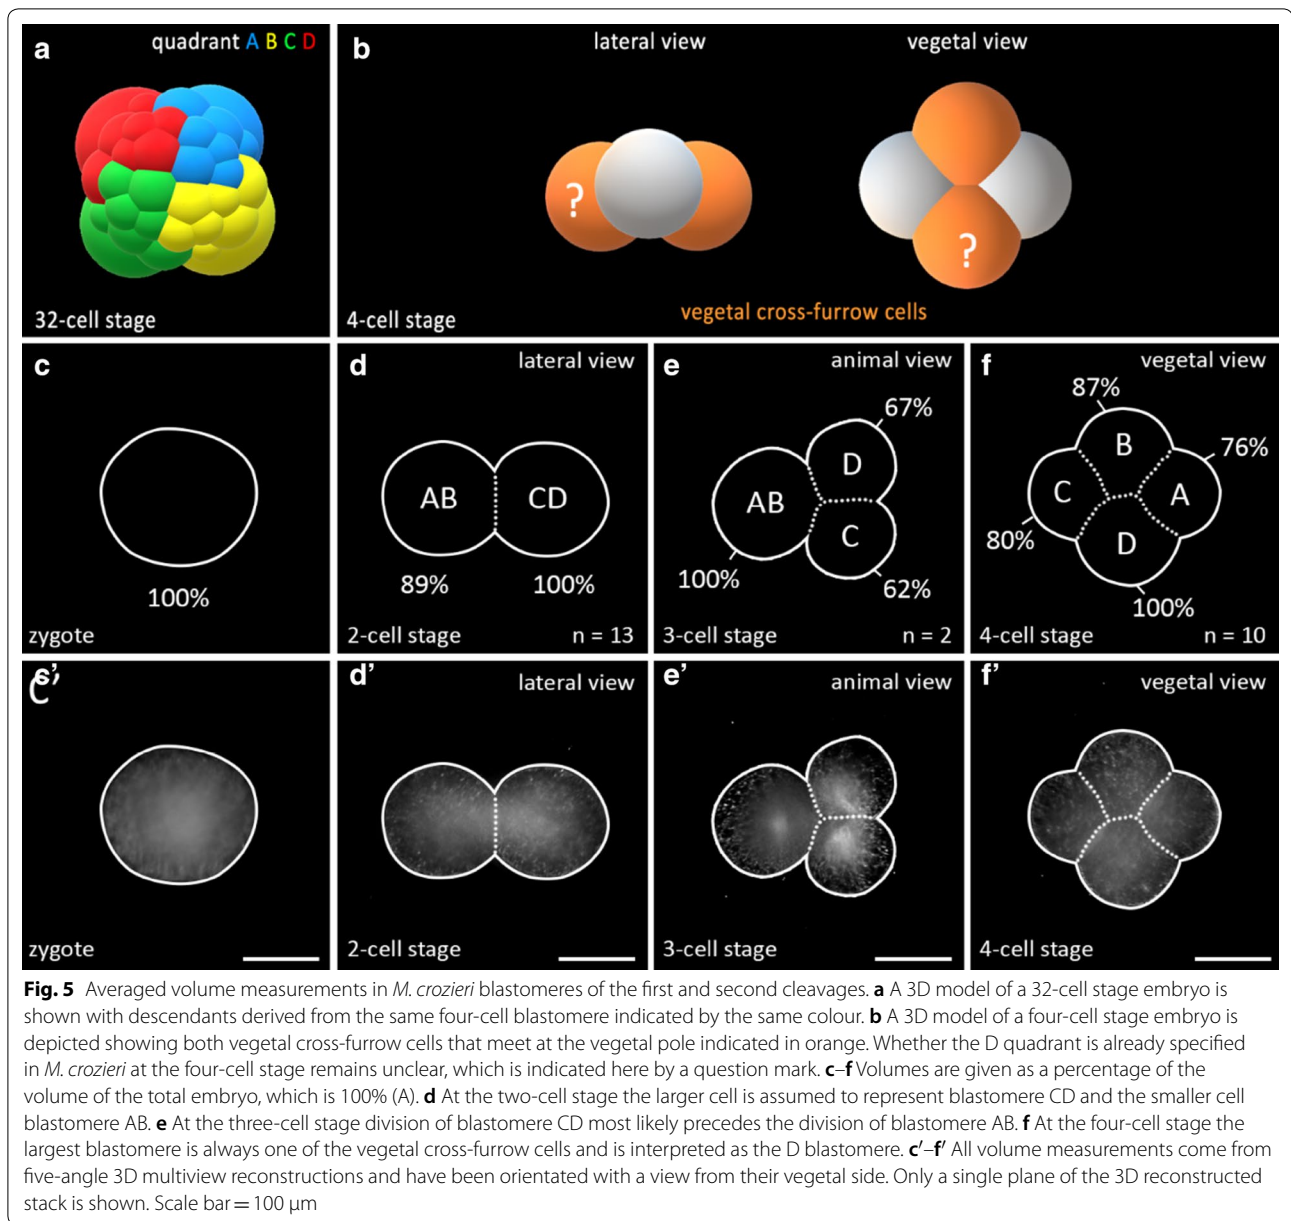 a
quadrant A B C D
32-cell stage
b
lateral view
vegetal view
?
?
vegetal cross-furrow cells
4-cell stage
c
100%
zygote
d
lateral view
AB
CD
89%
100%
2-cell stage
n = 13
e
animal view
67%
D
AB
C
100%
62%
3-cell stage
n = 2
f
vegetal view
87%
76%
B
C
A
D
80%
100%
4-cell stage
n = 10
c'
zygote
d'
lateral view
2-cell stage
e'
animal view
3-cell stage
f'
vegetal view
4-cell stage
Fig. 5 Averaged volume measurements in M. crozieri blastomeres of the first and second cleavages. a A 3D model of a 32-cell stage embryo is
shown with descendants derived from the same four-cell blastomere indicated by the same colour. b A 3D model of a four-cell stage embryo is
depicted showing both vegetal cross-furrow cells that meet at the vegetal pole indicated in orange. Whether the D quadrant is already specified
in M. crozieri at the four-cell stage remains unclear, which is indicated here by a question mark. c–f Volumes are given as a percentage of the
volume of the total embryo, which is 100% (A). d At the two-cell stage the larger cell is assumed to represent blastomere CD and the smaller cell
blastomere AB. e At the three-cell stage division of blastomere CD most likely precedes the division of blastomere AB. f At the four-cell stage the
largest blastomere is always one of the vegetal cross-furrow cells and is interpreted as the D blastomere. c′–f′ All volume measurements come from
five-angle 3D multiview reconstructions and have been orientated with a view from their vegetal side. Only a single plane of the 3D reconstructed
stack is shown. Scale bar = 100 µm